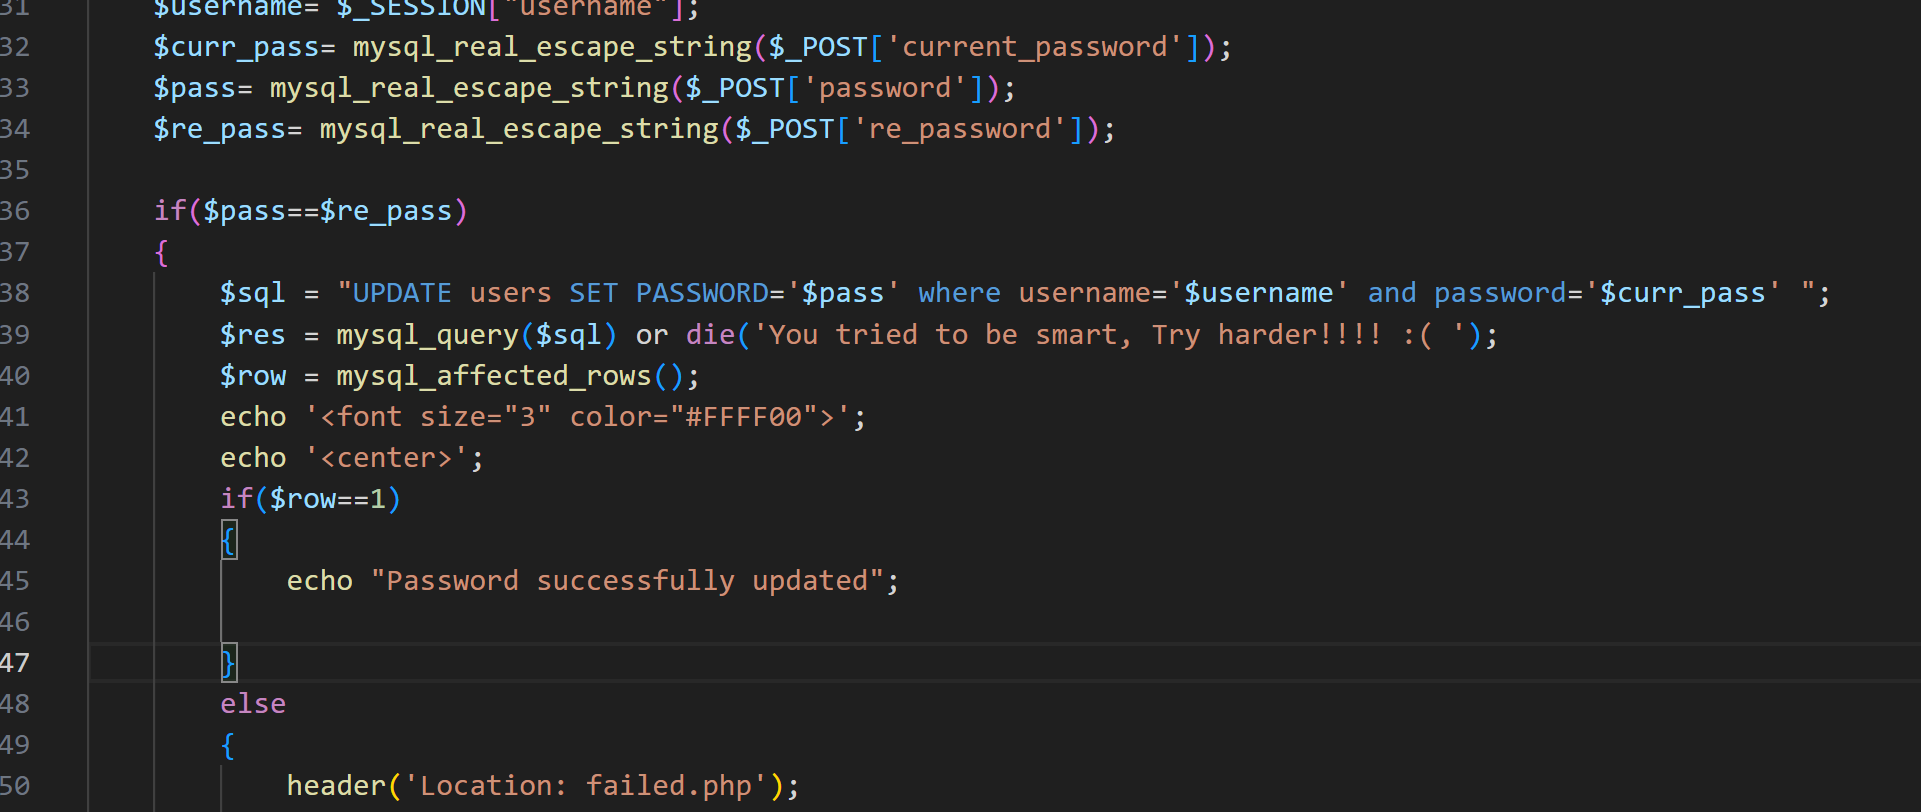 31 $username= $_SESSION["username"];
32 $curr_pass= mysql_real_escape_string($_POST['current_password']);
33 $pass= mysql_real_escape_string($_POST['password']);
34 $re_pass= mysql_real_escape_string($_POST['re_password']);
35
36 if($pass==$re_pass)
37 {
38 $sql = "UPDATE users SET PASSWORD='$pass' where username='$username' and password='$curr_pass' ";
39 $res = mysql_query($sql) or die('You tried to be smart, Try harder!!!! :( ');
40 $row = mysql_affected_rows();
41 echo '<font size="3" color="#FFFF00">';
42 echo '<center>';
43 if($row==1)
44 {
45 echo "Password successfully updated";
46
47 }
48 else
49 {
50 header('Location: failed.php');